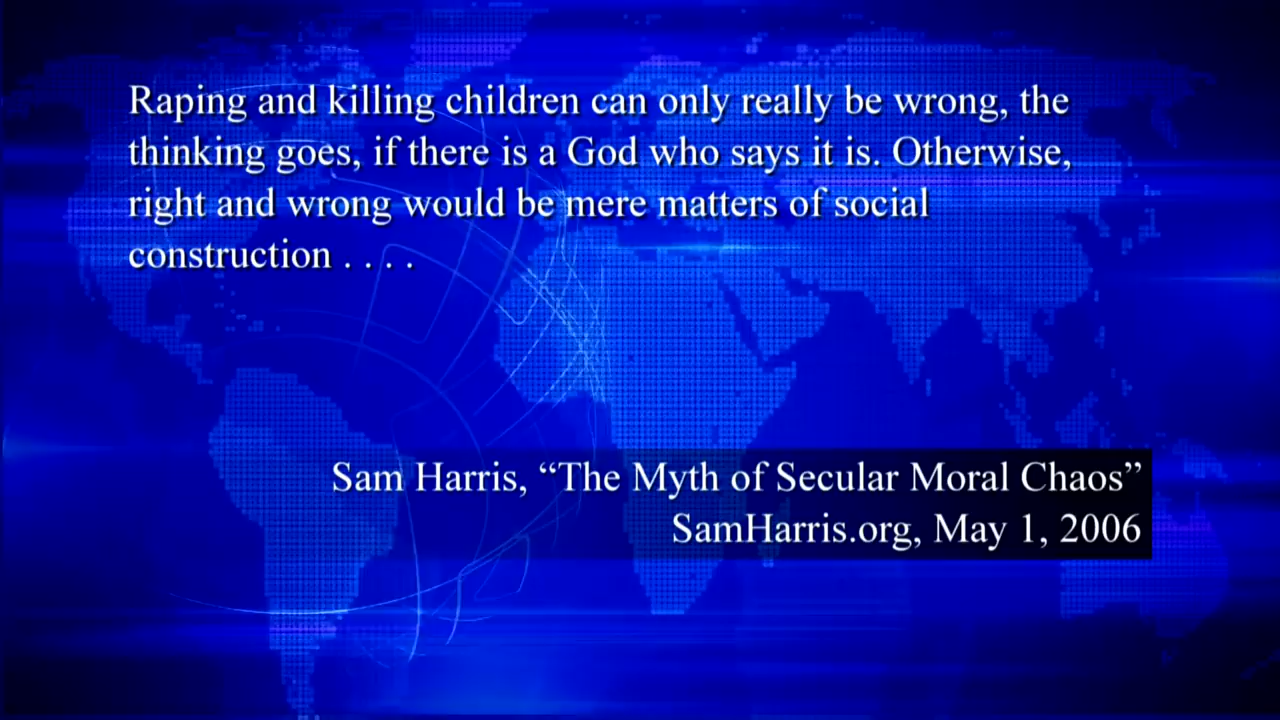 Raping and killing children can only really be wrong, the
thinking goes, if there is a God who says it is. Otherwise,
right and wrong would be mere matters of social
construction . . . .
Sam Harris, “The Myth of Secular Moral Chaos”
SamHarris.org, May 1, 2006